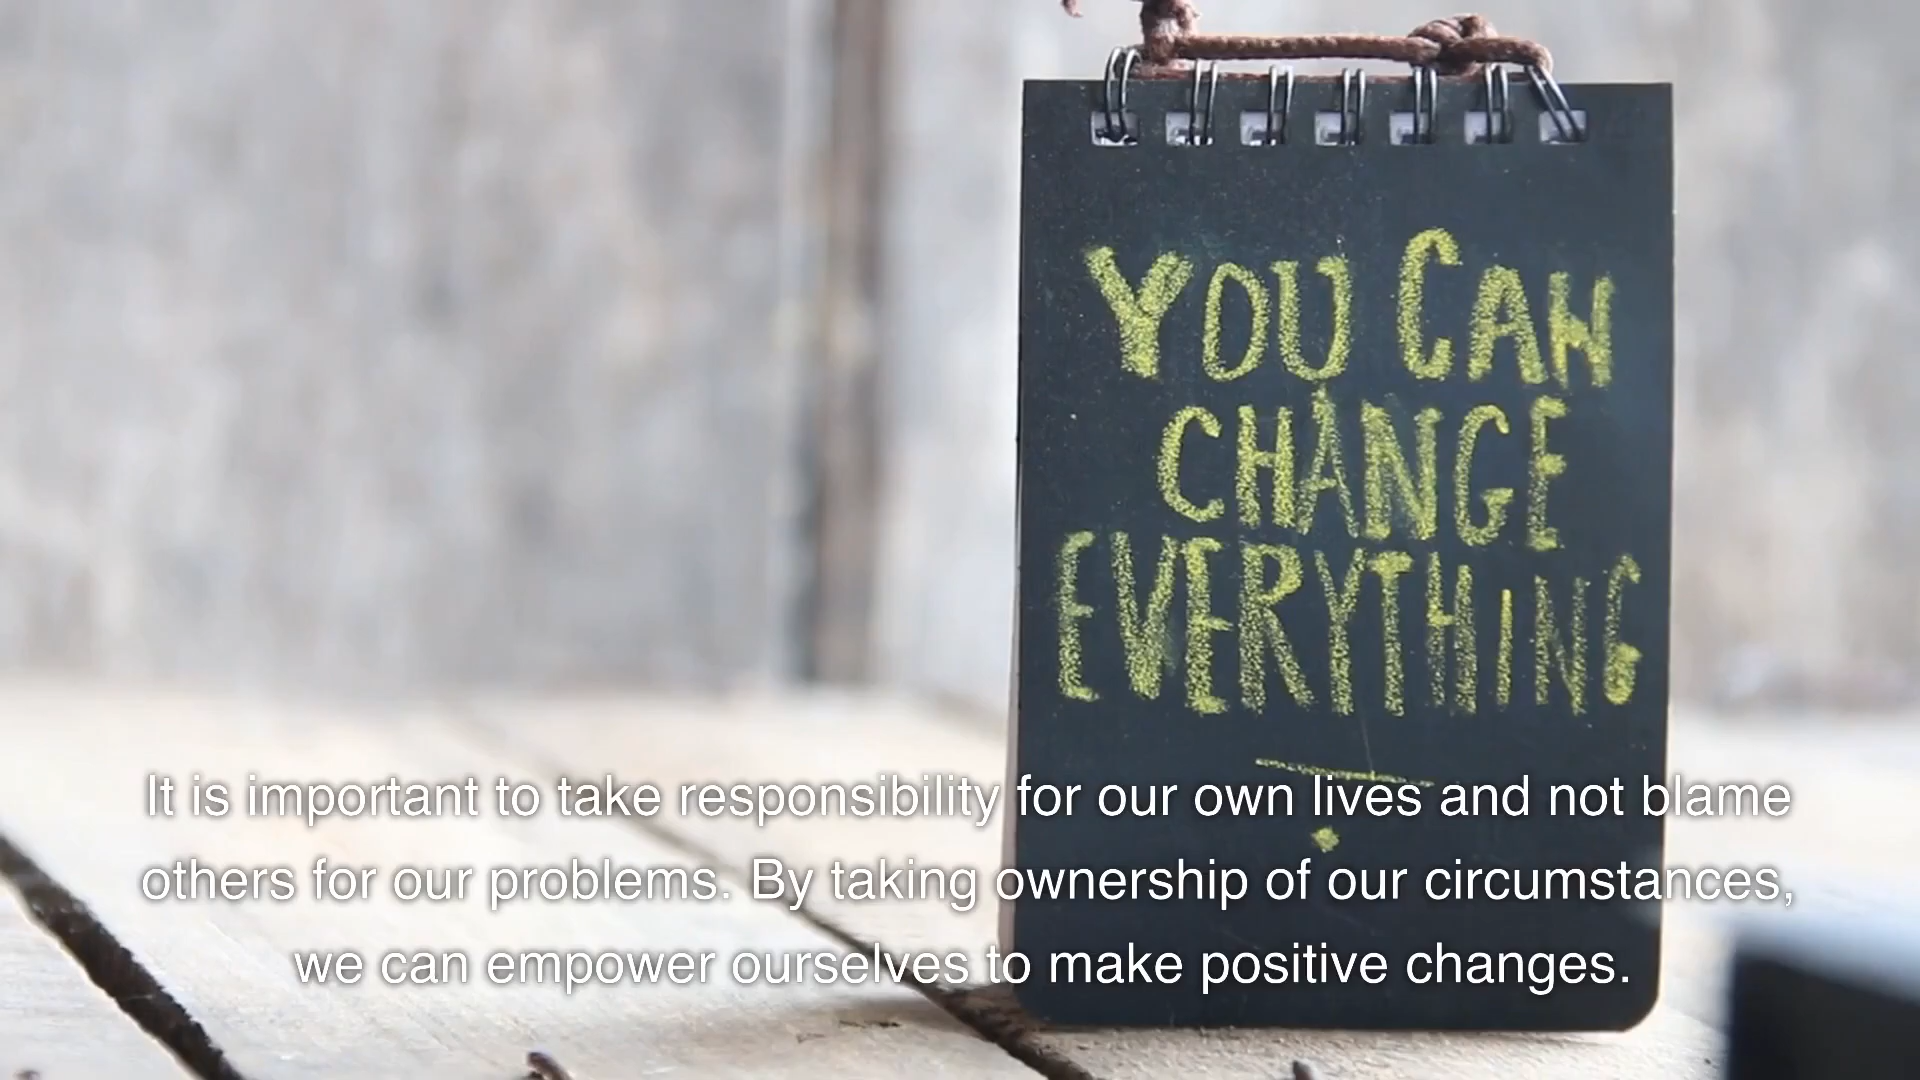 YOU CAN
CHANGE
EVERYTHING
It is important to take responsibility for our own lives and not blame
others for our problems. By taking ownership of our circumstances,
we can empower ourselves to make positive changes.